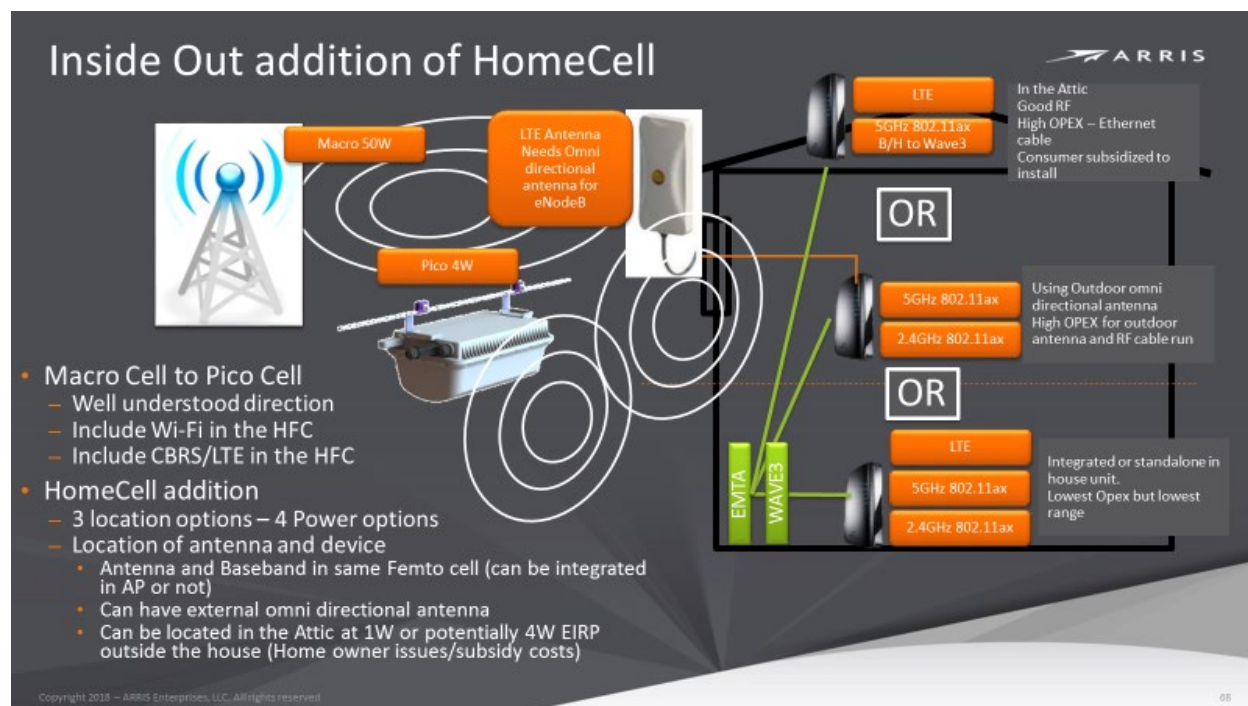 Inside Out addition of HomeCell
ARRIS
Macro 50W
LTE Antenna
Needs Omni
directional
antenna for
eNodeB
Pico 4W
LTE
5GHz 802.11ax
B/H to Wave3
In the Attic
Good RF
High OPEX – Ethernet
cable
Consumer subsidized to
install
OR
5GHz 802.11ax
2.4GHz 802.11ax
Using Outdoor omni
directional antenna
High OPEX for outdoor
antenna and RF cable run
OR
EMTA
WAVE3
LTE
5GHz 802.11ax
2.4GHz 802.11ax
Integrated or standalone in
house unit.
Lowest Opex but lowest
range
• Macro Cell to Pico Cell
– Well understood direction
– Include Wi-Fi in the HFC
– Include CBRS/LTE in the HFC
• HomeCell addition
– 3 location options – 4 Power options
– Location of antenna and device
• Antenna and Baseband in same Femto cell (can be integrated
in AP or not)
• Can have external omni directional antenna
• Can be located in the Attic at 1W or potentially 4W EIRP
outside the house (Home owner issues/subsidy costs)
Copyright 2018 – ARRIS Enterprises, LLC. All rights reserved
68